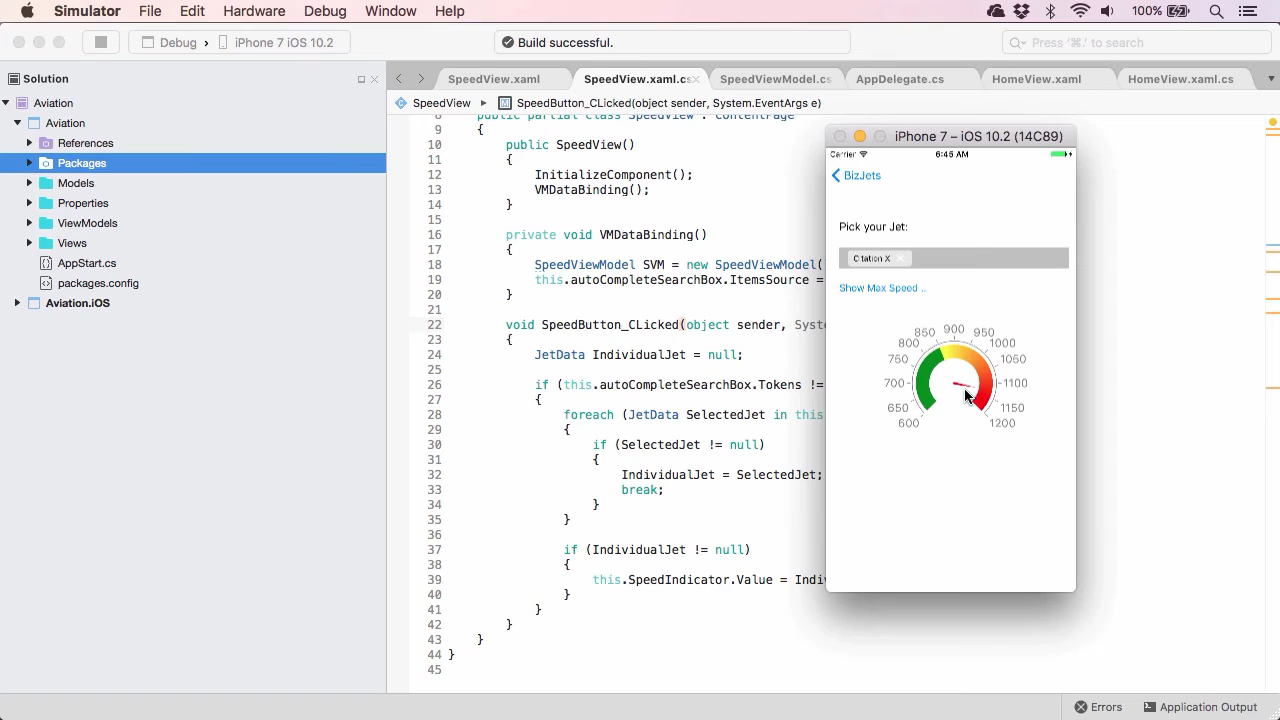 Simulator File Edit Hardware Debug Window Help 100%
Debug › iPhone 7 iOS 10.2
Build successful.
Press ‘⌘.’ to search
Solution
SpeedView.xaml
SpeedView.xaml.cs
SpeedViewModel.cs
AppDelegate.cs
HomeView.xaml
HomeView.xaml.cs
Aviation
Aviation
References
Packages
Models
Properties
ViewModels
Views
AppStart.cs
packages.config
Aviation.iOS
SpeedView
SpeedButton_CLicked(object sender, System.EventArgs e)
8 public partial class SpeedView : ContentPage
9 {
10 public SpeedView()
11 {
12 InitializeComponent();
13 VMDataBinding();
14 }
15
16 private void VMDataBinding()
17 {
18 SpeedViewModel SVM = new SpeedViewModel(
19 this.autoCompleteSearchBox.ItemsSource =
20 }
21
22 void SpeedButton_CLicked(object sender, Syst
23 {
24 JetData IndividualJet = null;
25
26 if (this.autoCompleteSearchBox.Tokens !=
27 {
28 foreach (JetData SelectedJet in this
29 {
30 if (SelectedJet != null)
31 {
32 IndividualJet = SelectedJet;
33 break;
34 }
35 }
36
37 if (IndividualJet != null)
38 {
39 this.SpeedIndicator.Value = Indi
40 }
41 }
42 }
43 }
44 }
45
iPhone 7 – iOS 10.2 (14C89)
Carrier 6:45 AM
BizJets
Pick your Jet:
Citation X
Show Max Speed ..
600
650
700
750
800
850
900
950
1000
1050
1100
1150
1200
Errors
Application Output